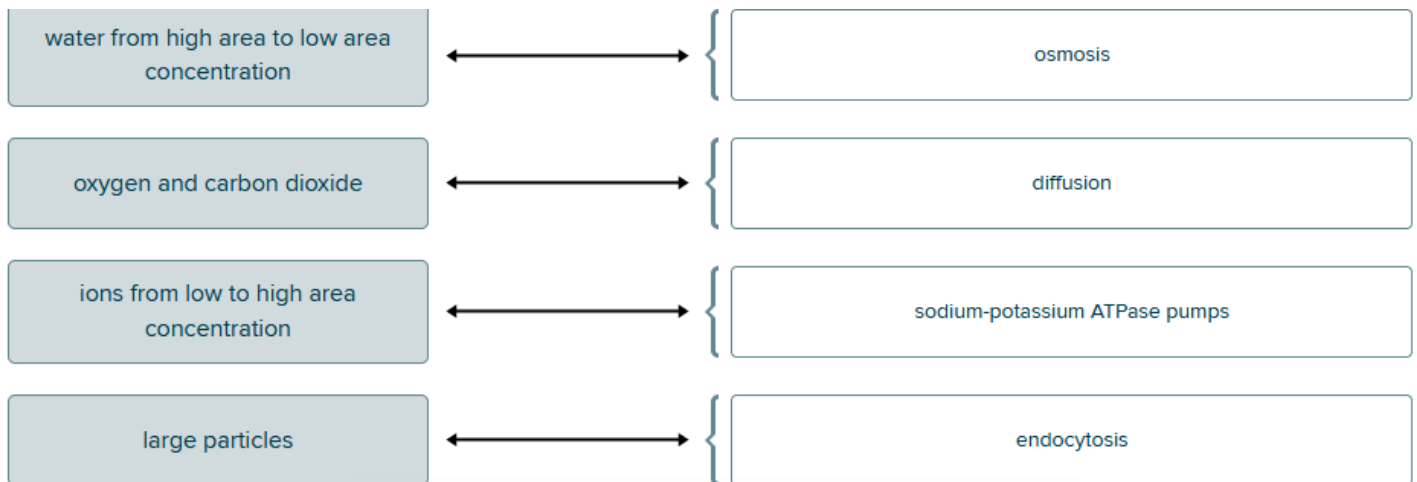 water from high area to low area
concentration
osmosis
oxygen and carbon dioxide
diffusion
ions from low to high area
concentration
sodium-potassium ATPase pumps
large particles
endocytosis